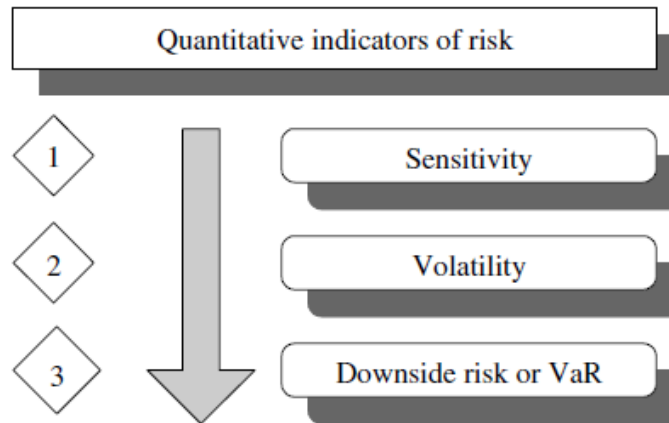 Quantitative indicators of risk
1
Sensitivity
2
Volatility
3
Downside risk or VaR